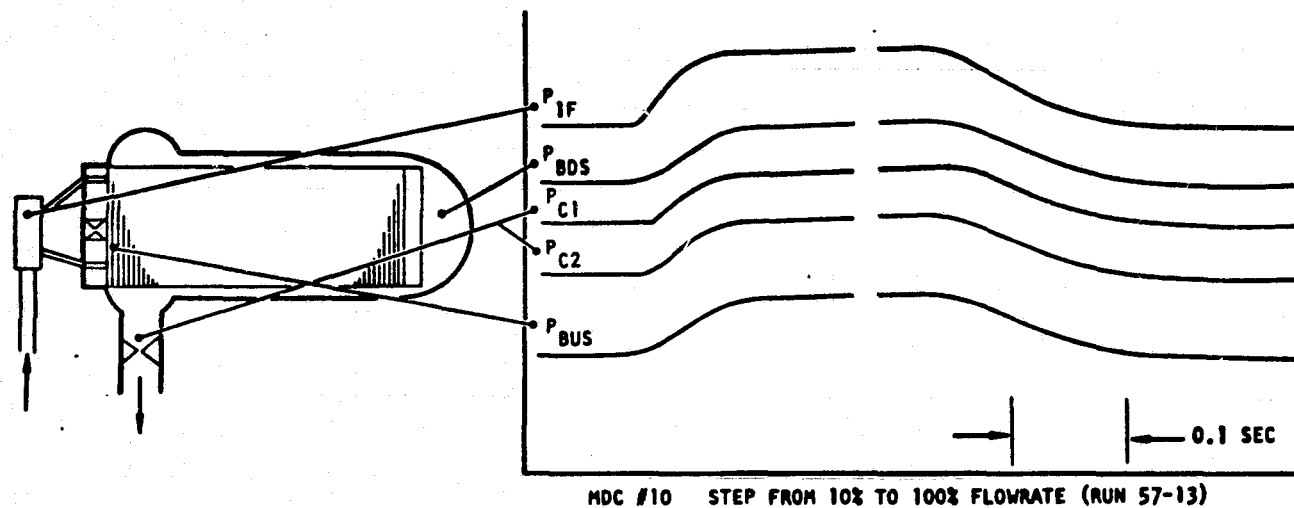 P1F
PBDS
PC1
PC2
PBUS
0.1 SEC
MDC #10 STEP FROM 10% TO 100% FLOWRATE (RUN 57-13)